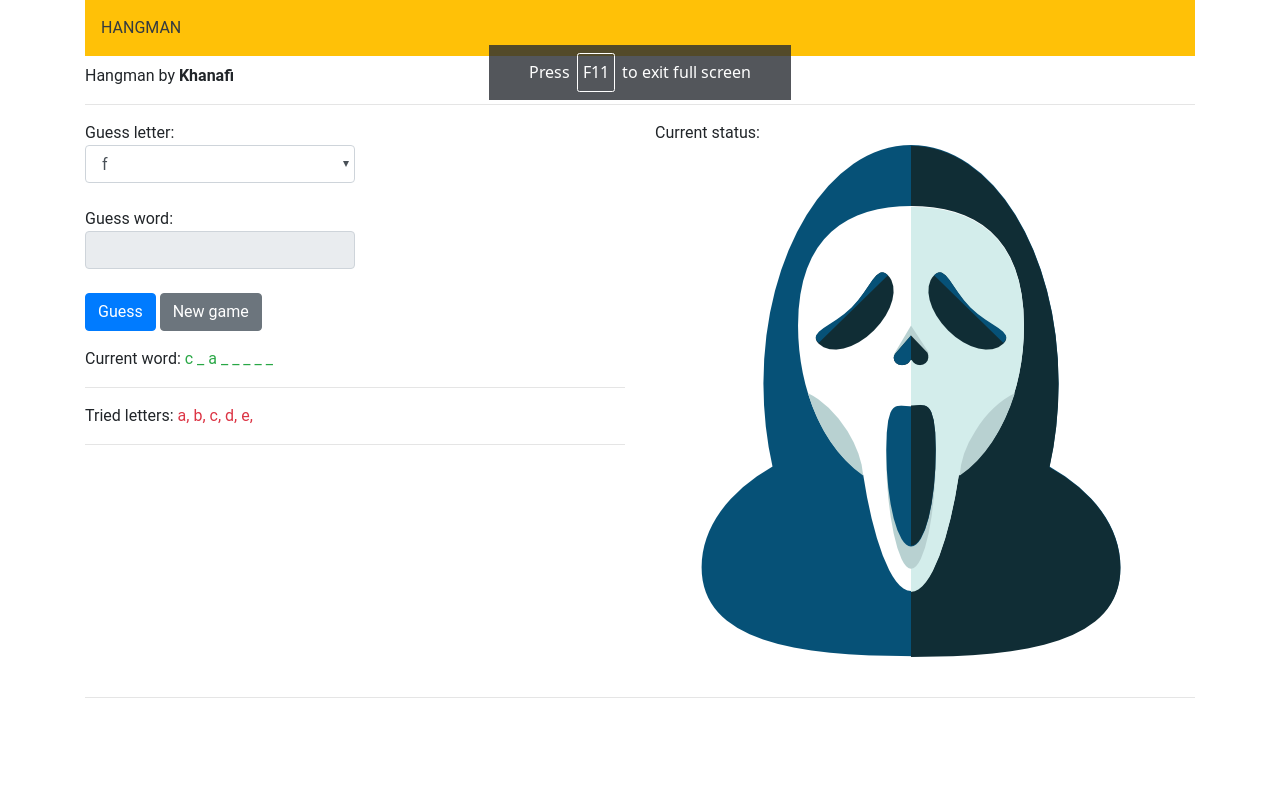 HANGMAN
Press F11 to exit full screen
Hangman by Khanafi
Guess letter:
f
Guess word:
Guess New game
Current word: c _ a _ _ _ _ _
Tried letters: a, b, c, d, e,
Current status: